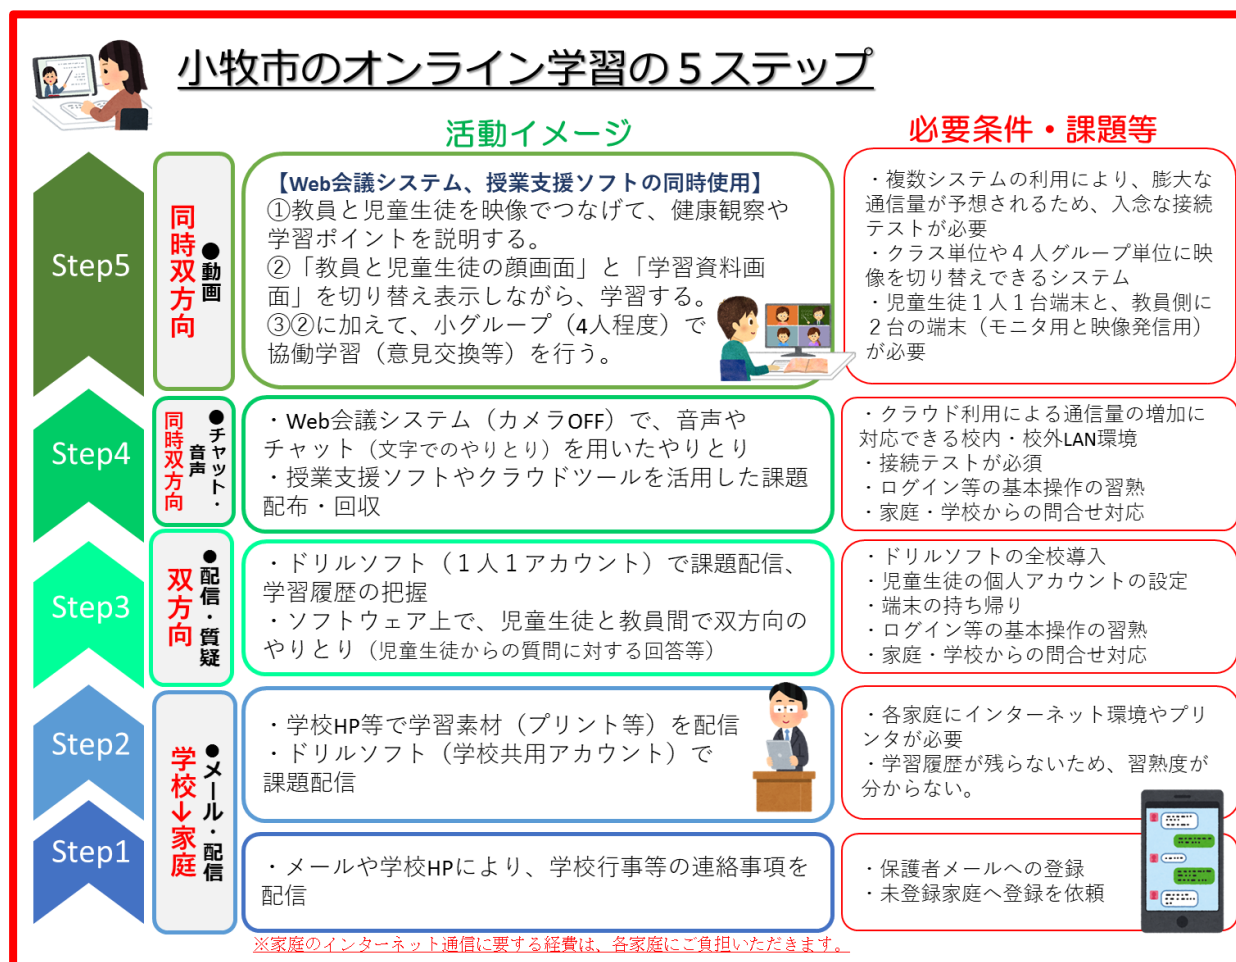 小牧市のオンライン学習の５ステップ
活動イメージ
必要条件・課題等
Step5
同時双方向
●動画
【Web会議システム、授業支援ソフトの同時使用】
①教員と児童生徒を映像でつなげて、健康観察や
学習ポイントを説明する。
②「教員と児童生徒の顔画面」と「学習資料画
面」を切り替え表示しながら、学習する。
③②に加えて、小グループ（4人程度）で
協働学習（意見交換等）を行う。
・複数システムの利用により、膨大な
通信量が予想されるため、入念な接続
テストが必要
・クラス単位や４人グループ単位に映
像を切り替えできるシステム
・児童生徒１人１台端末と、教員側に
２台の端末（モニタ用と映像発信用）
が必要
Step4
同時双方向
●チャット・
音声
・Web会議システム（カメラOFF）で、音声や
チャット（文字でのやりとり）を用いたやりとり
・授業支援ソフトやクラウドツールを活用した課題
配布・回収
・クラウド利用による通信量の増加に
対応できる校内・校外LAN環境
・接続テストが必須
・ログイン等の基本操作の習熟
・家庭・学校からの問合せ対応
Step3
双方向
●配信・質疑
・ドリルソフト（１人１アカウント）で課題配信、
学習履歴の把握
・ソフトウェア上で、児童生徒と教員間で双方向の
やりとり（児童生徒からの質問に対する回答等）
・ドリルソフトの全校導入
・児童生徒の個人アカウントの設定
・端末の持ち帰り
・ログイン等の基本操作の習熟
・家庭・学校からの問合せ対応
Step2
学校→家庭
●メール・配信
・学校HP等で学習素材（プリント等）を配信
・ドリルソフト（学校共用アカウント）で
課題配信
・各家庭にインターネット環境やプリ
ンタが必要
・学習履歴が残らないため、習熟度が
分からない。
Step1
・メールや学校HPにより、学校行事等の連絡事項を
配信
・保護者メールへの登録
・未登録家庭へ登録を依頼
※家庭のインターネット通信に要する経費は、各家庭にご負担いただきます。